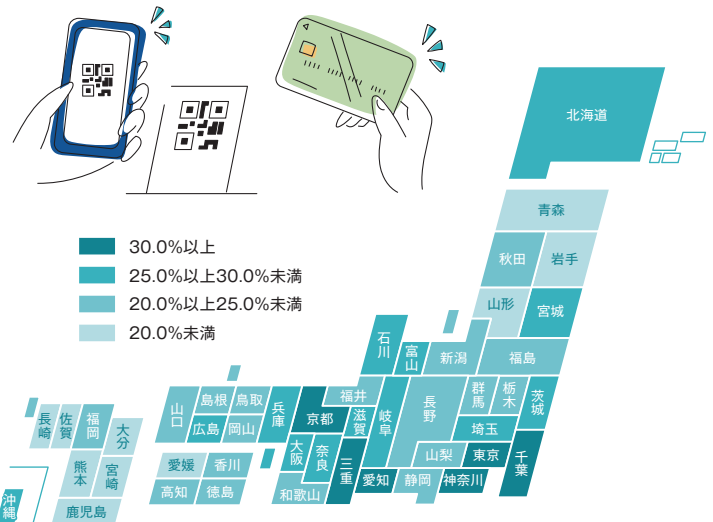 北海道
青森
30.0%以上
25.0%以上30.0%未満
20.0%以上25.0%未満
20.0%未満
秋田
岩手
山形
宮城
石川
富山
新潟
福島
山口
島根
鳥取
兵庫
京都
福井
滋賀
岐阜
長野
群馬
栃木
茨城
長崎
佐賀
福岡
大分
広島
岡山
大阪
奈良
三重
埼玉
東京
千葉
熊本
宮崎
愛媛
香川
山梨
愛知
静岡
神奈川
高知
徳島
和歌山
沖縄
鹿児島